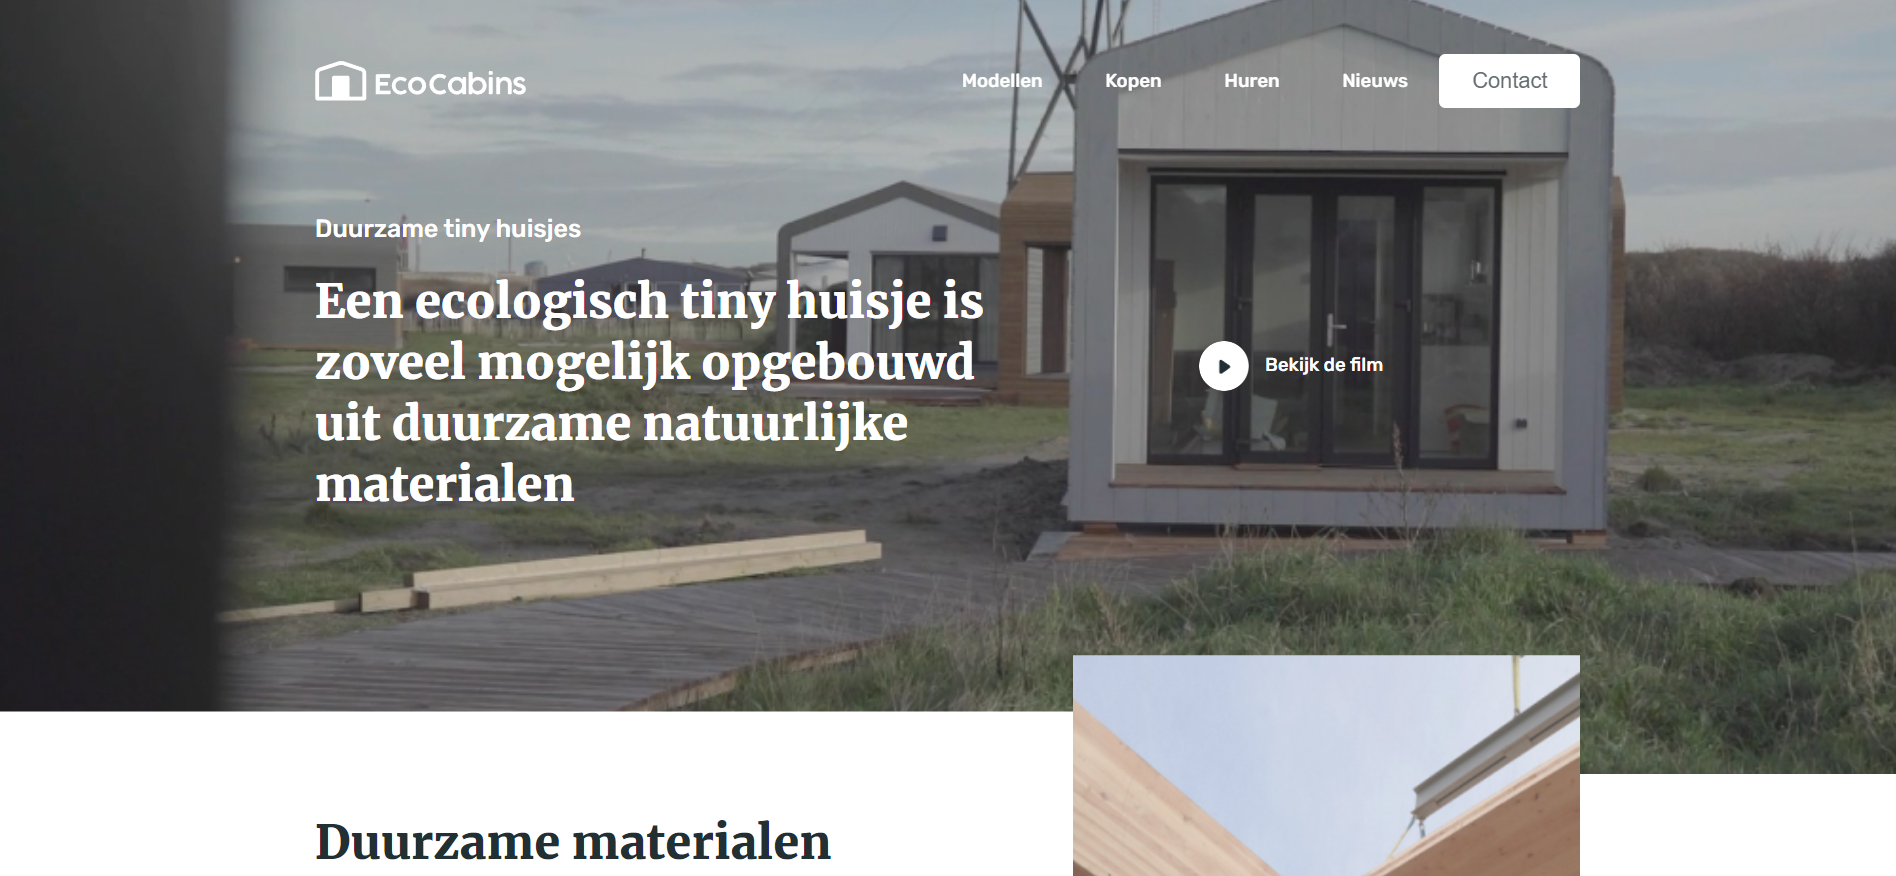 EcoCabins
Modellen
Kopen
Huren
Nieuws
Contact
Duurzame tiny huisjes
Een ecologisch tiny huisje is
zoveel mogelijk opgebouwd
uit duurzame natuurlijke
materialen
Bekijk de film
Duurzame materialen